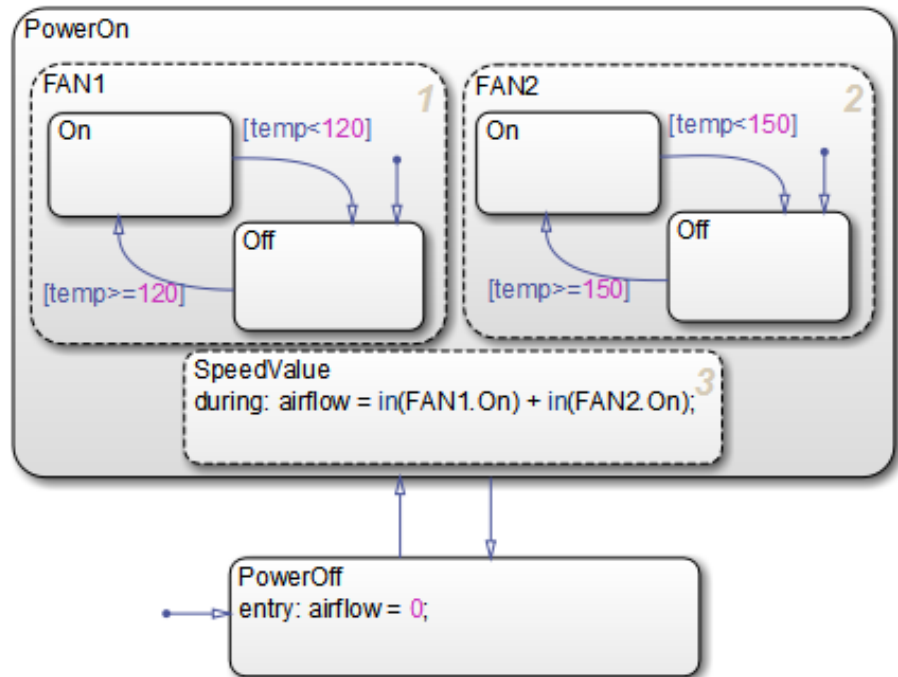 PowerOn
FAN1
1
On
[temp<120]
Off
[temp>=120]
FAN2
2
On
[temp<150]
Off
[temp>=150]
SpeedValue
3
during: airflow = in(FAN1.On) + in(FAN2.On);
PowerOff
entry: airflow = 0;